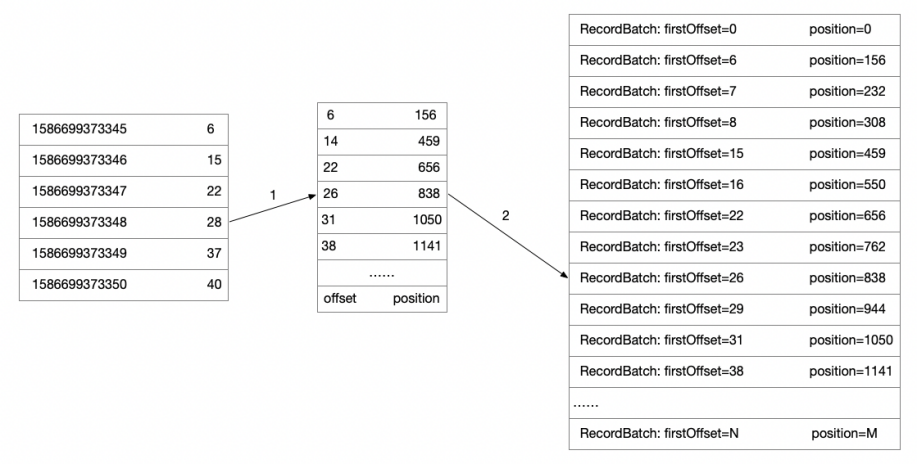 1586699373345 6
1586699373346 15
1586699373347 22
1586699373348 28
1586699373349 37
1586699373350 40
1
6 156
14 459
22 656
26 838
31 1050
38 1141
......
offset position
2
RecordBatch: firstOffset=0 position=0
RecordBatch: firstOffset=6 position=156
RecordBatch: firstOffset=7 position=232
RecordBatch: firstOffset=8 position=308
RecordBatch: firstOffset=15 position=459
RecordBatch: firstOffset=16 position=550
RecordBatch: firstOffset=22 position=656
RecordBatch: firstOffset=23 position=762
RecordBatch: firstOffset=26 position=838
RecordBatch: firstOffset=29 position=944
RecordBatch: firstOffset=31 position=1050
RecordBatch: firstOffset=38 position=1141
......
RecordBatch: firstOffset=N position=M